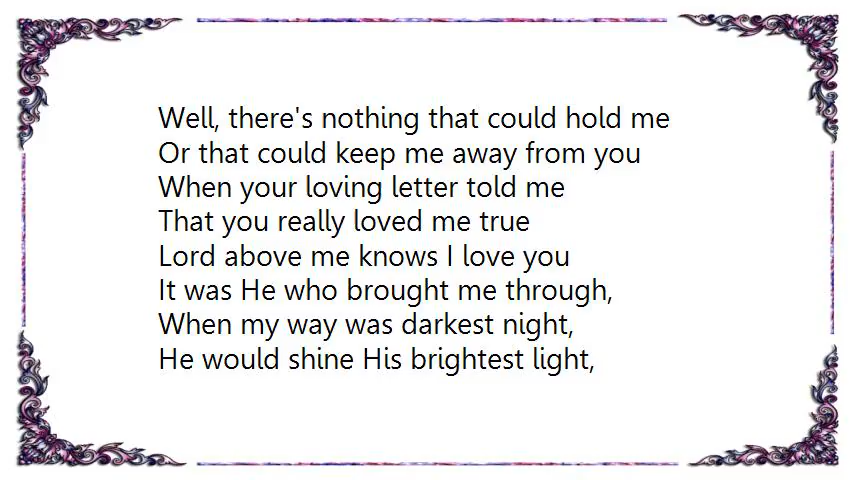 Well, there's nothing that could hold me
Or that could keep me away from you
When your loving letter told me
That you really loved me true
Lord above me knows I love you
It was He who brought me through,
When my way was darkest night,
He would shine His brightest light,